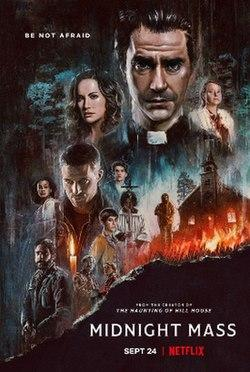 BE NOT AFRAID
FROM THE CREATOR OF
THE HAUNTING OF HILL HOUSE
MIDNIGHT MASS
SEPT 24 | NETFLIX